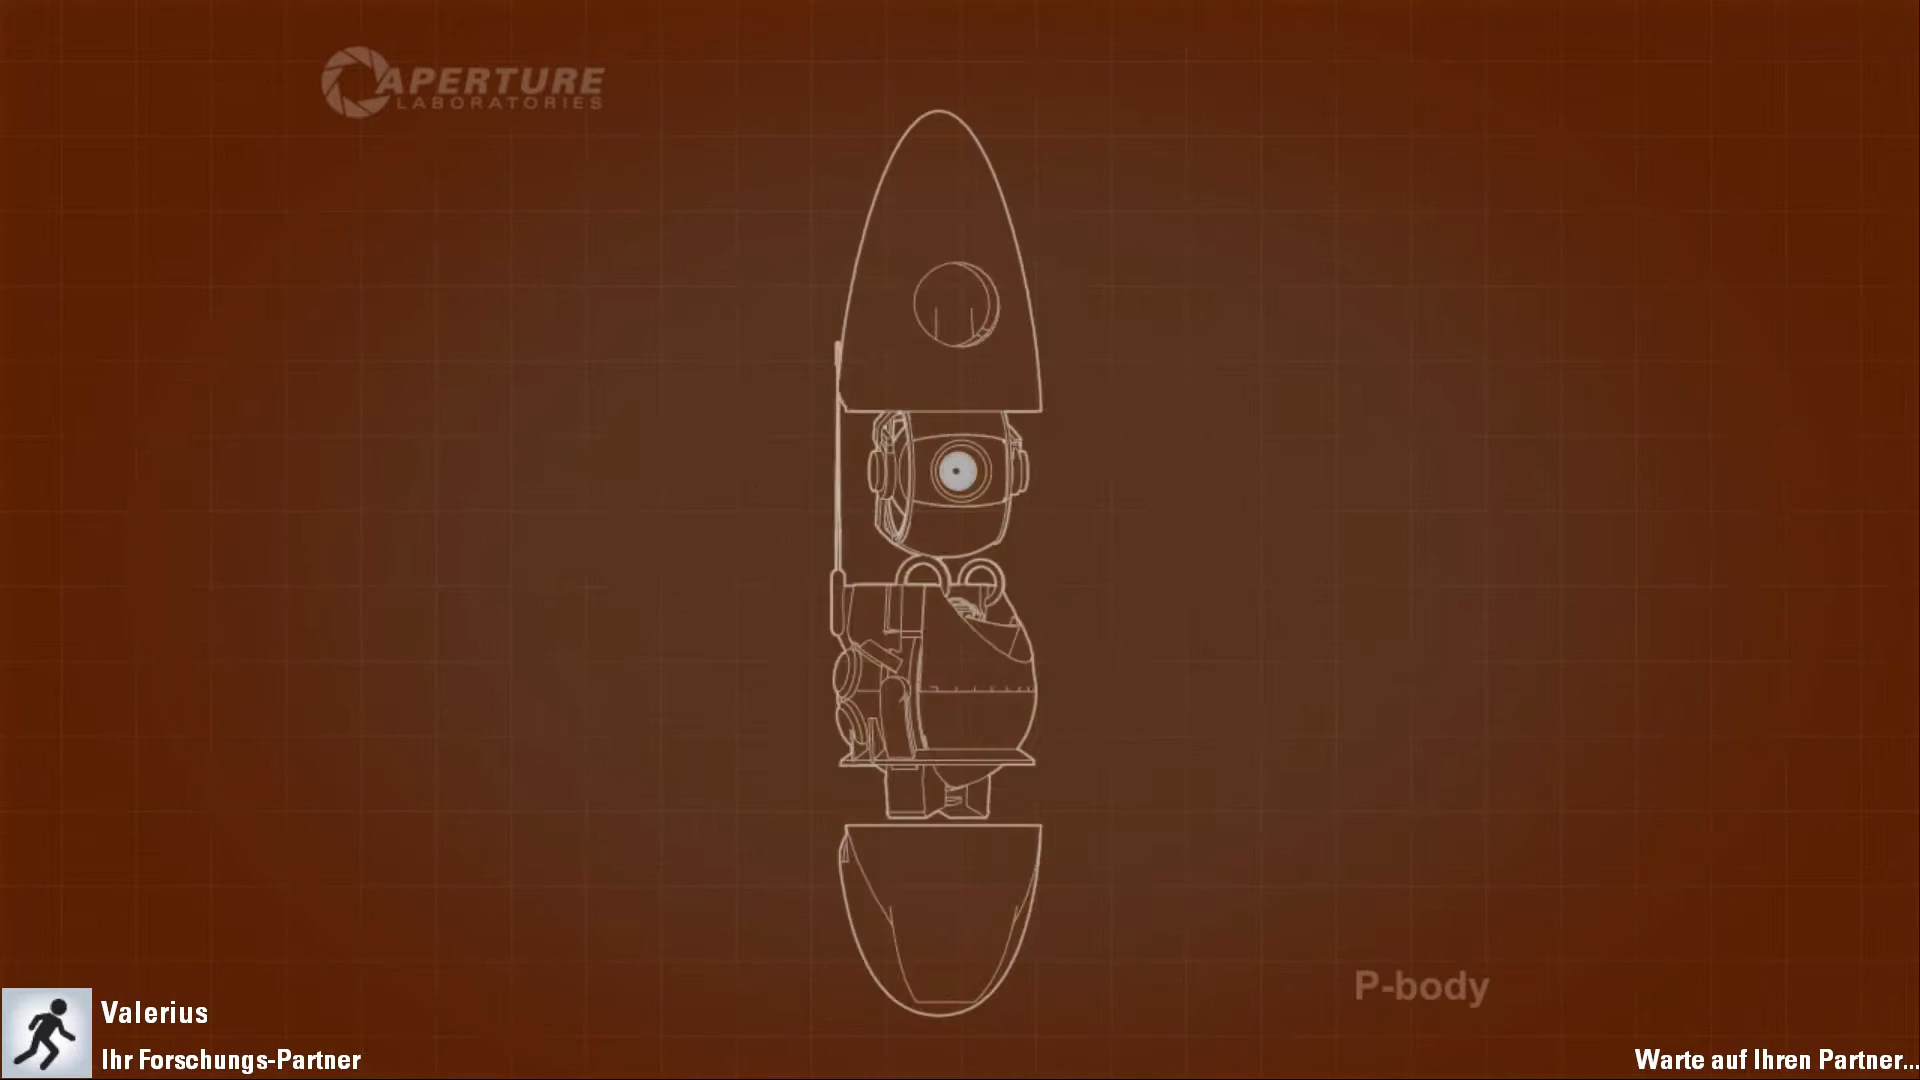 APERTURE
LABORATORIES
P-body
Valerius
Ihr Forschungs-Partner
Warte auf Ihren Partner...